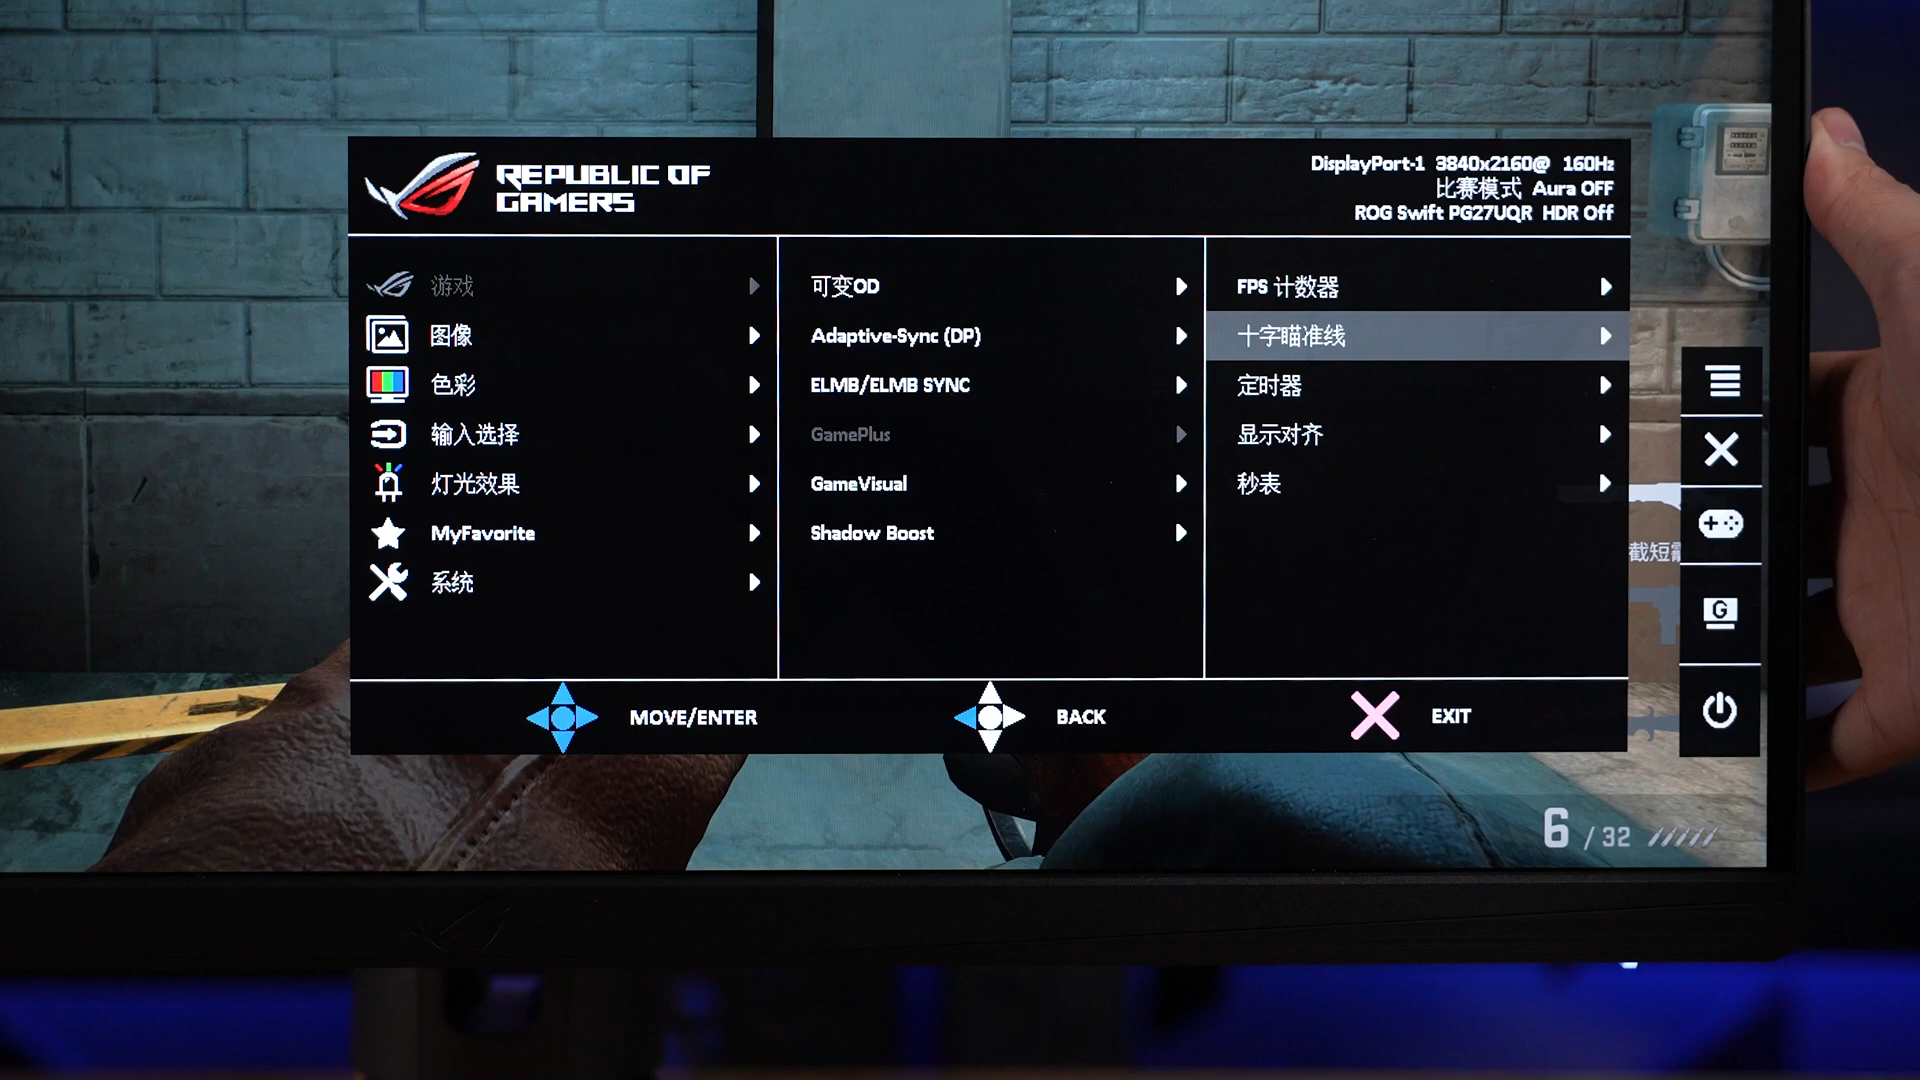 REPUBLIC OF
GAMERS
DisplayPort-1 3840x2160@ 160Hz
比赛模式 Aura OFF
ROG Swift PG27UQR HDR Off
游戏
图像
色彩
输入选择
灯光效果
MyFavorite
系统
可变OD
Adaptive-Sync (DP)
ELMB/ELMB SYNC
GamePlus
GameVisual
Shadow Boost
FPS 计数器
十字瞄准线
定时器
显示对齐
秒表
MOVE/ENTER
BACK
EXIT
G
截短
6 / 32